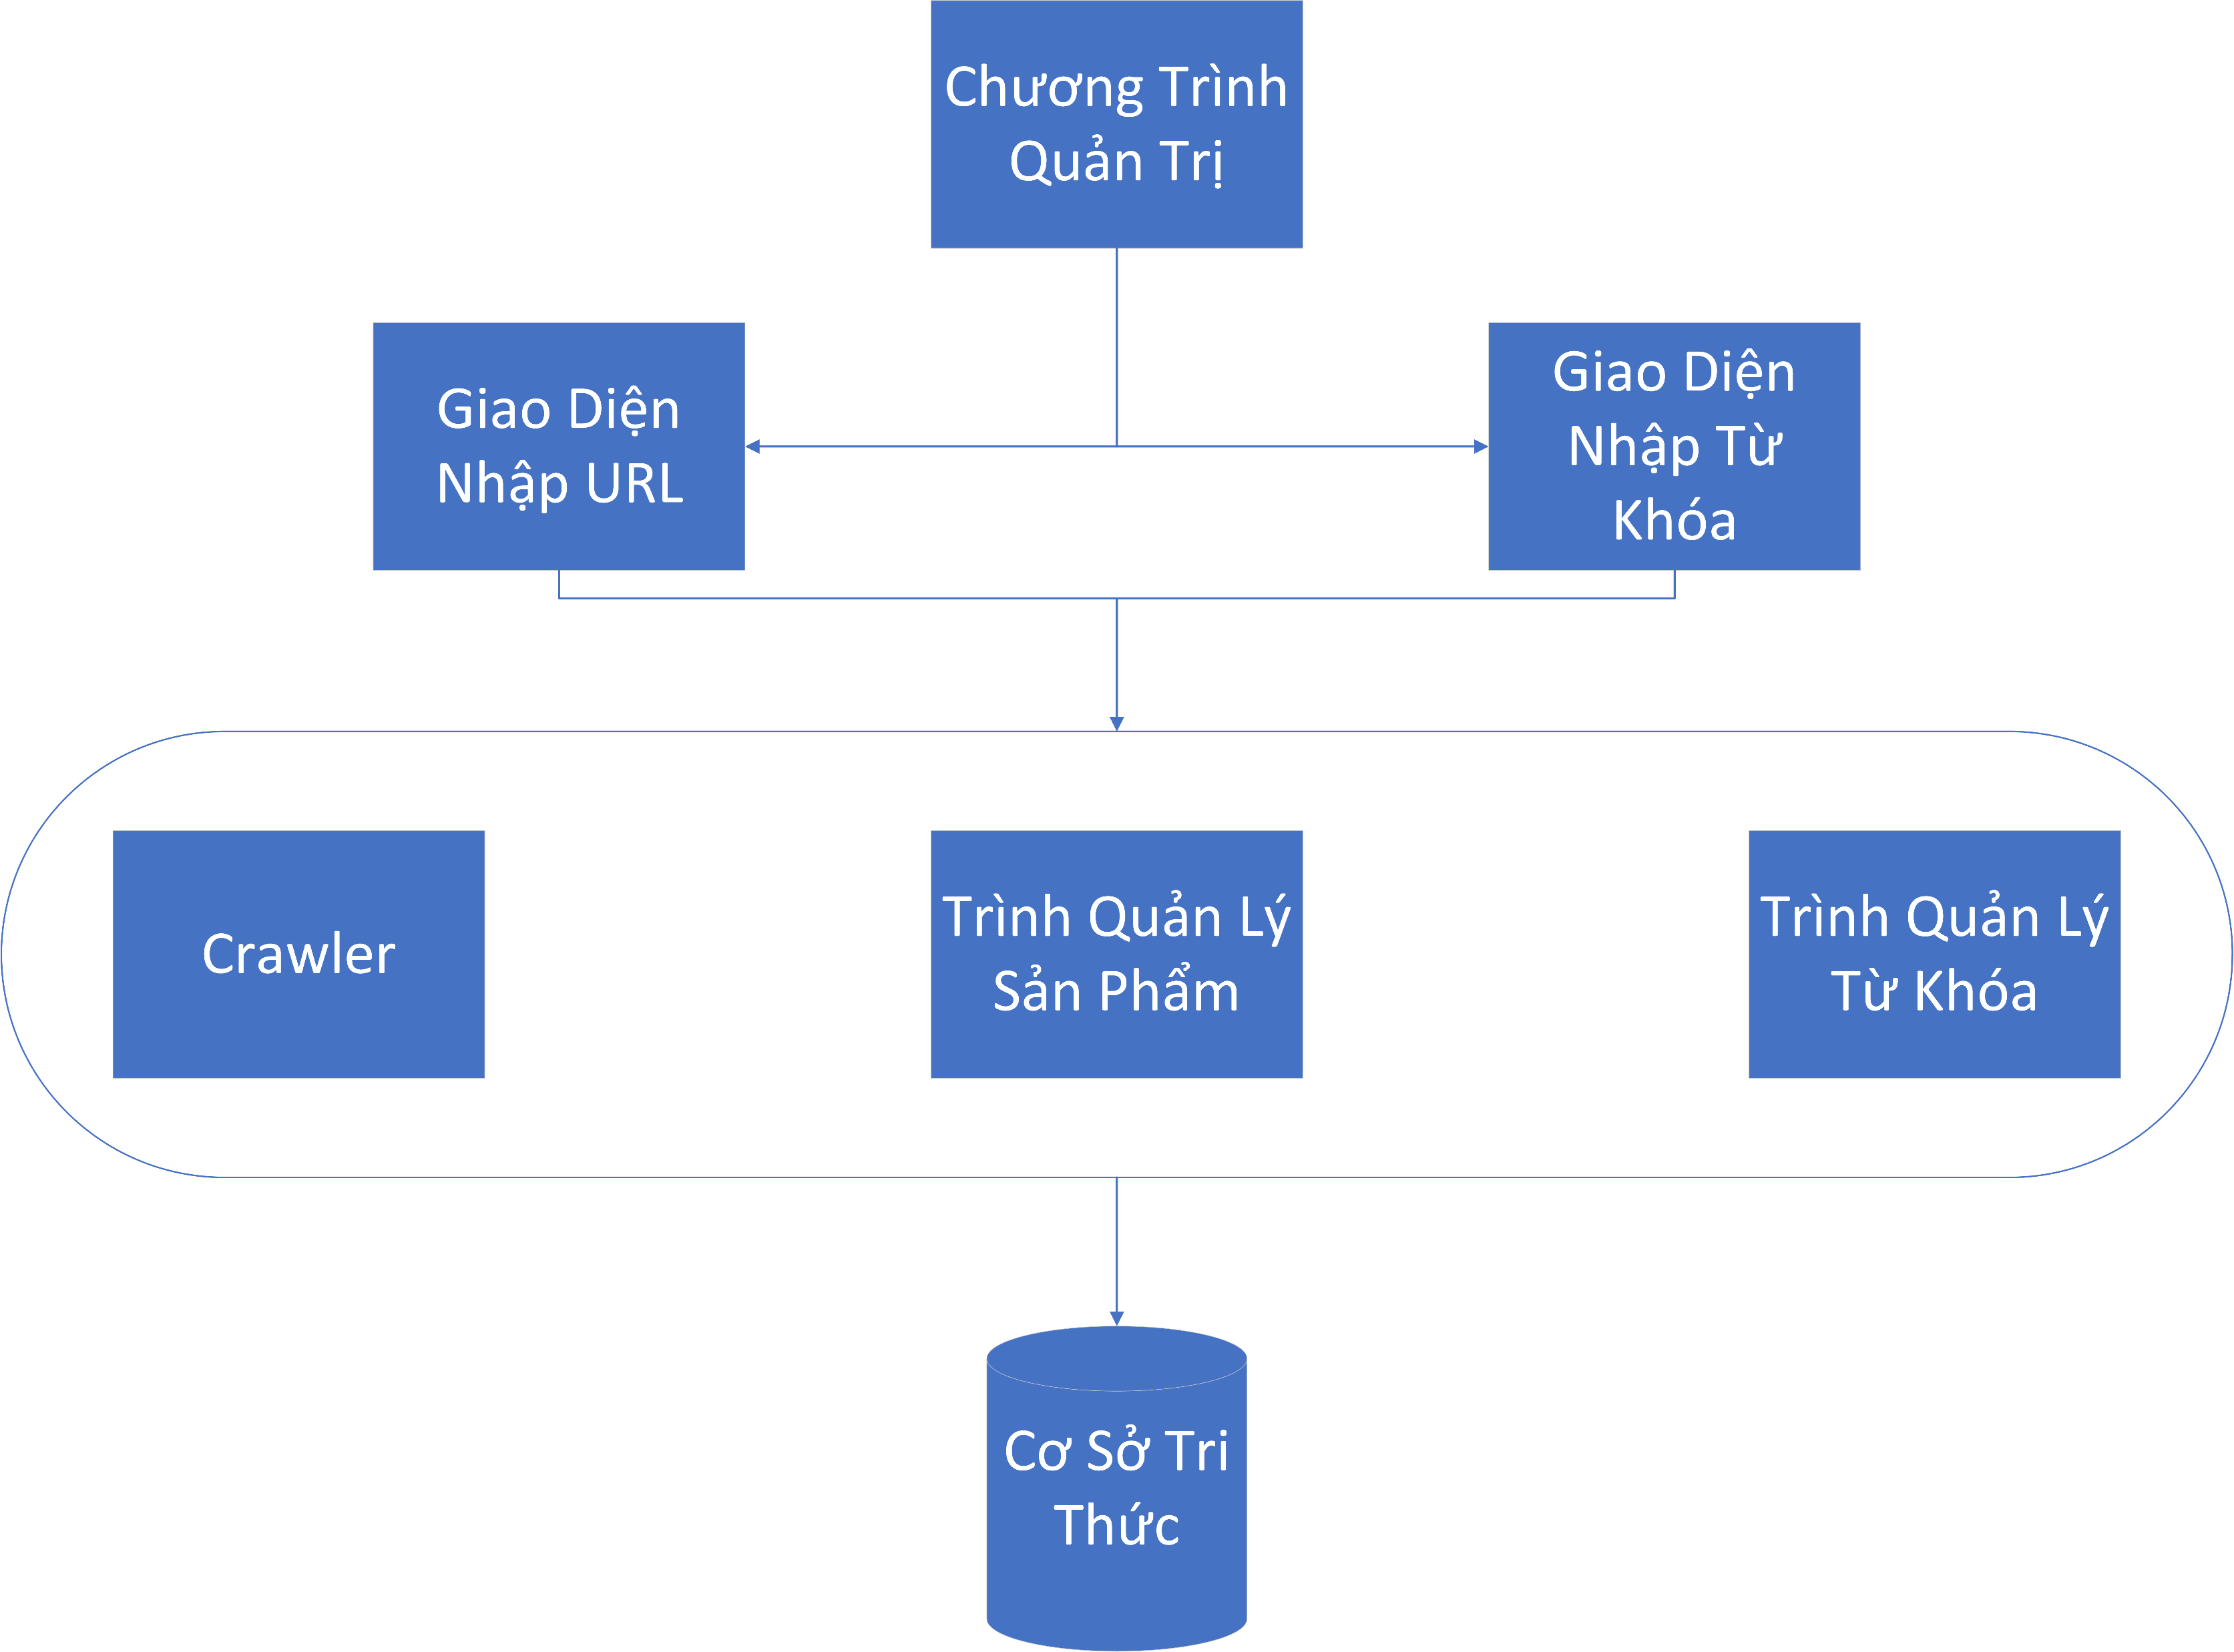 Chương Trình
Quản Trị
Giao Diện
Nhập URL
Giao Diện
Nhập Từ
Khóa
Crawler
Trình Quản Lý
Sản Phẩm
Trình Quản Lý
Từ Khóa
Cơ Sở Tri
Thức